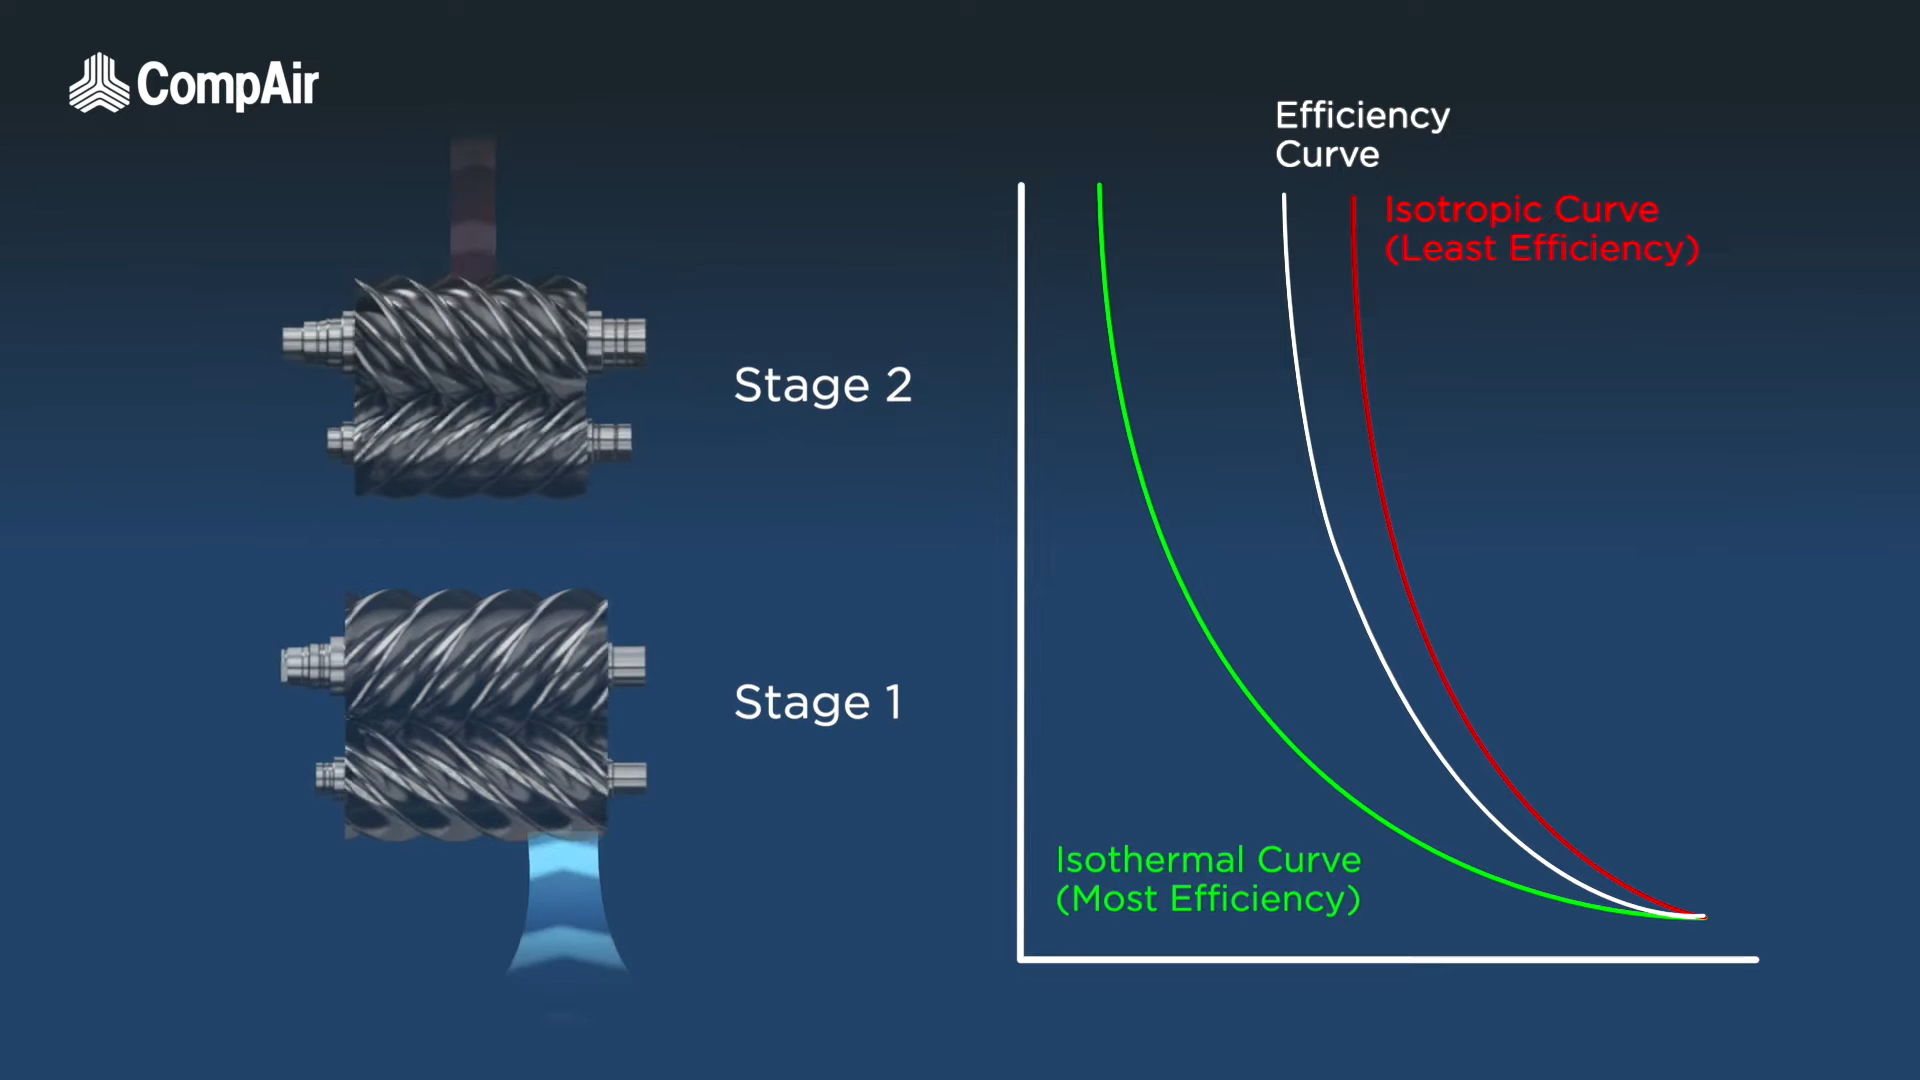 CompAir
Efficiency
Curve
Isotropic Curve
(Least Efficiency)
Stage 2
Stage 1
Isothermal Curve
(Most Efficiency)